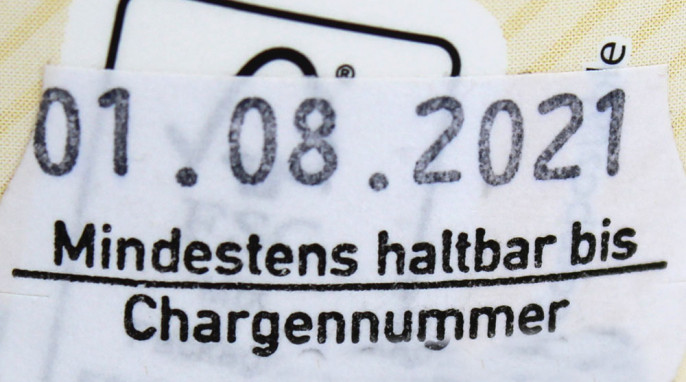 ®
01.08.2021
Mindestens haltbar bis
Chargennummer